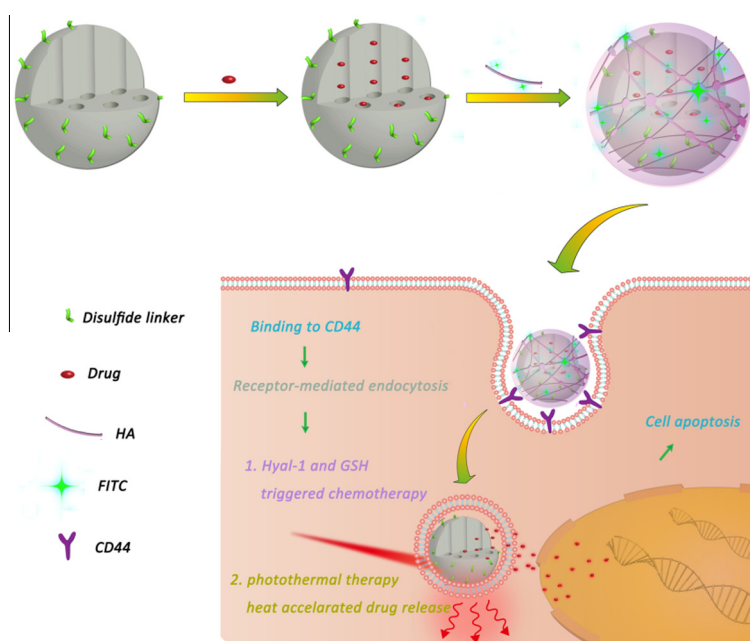 Disulfide linker
Drug
HA
FITC
CD44
Binding to CD44
Receptor-mediated endocytosis
1. Hyal-1 and GSH
triggered chemotherapy
2. photothermal therapy
heat accelarated drug release
Cell apoptosis